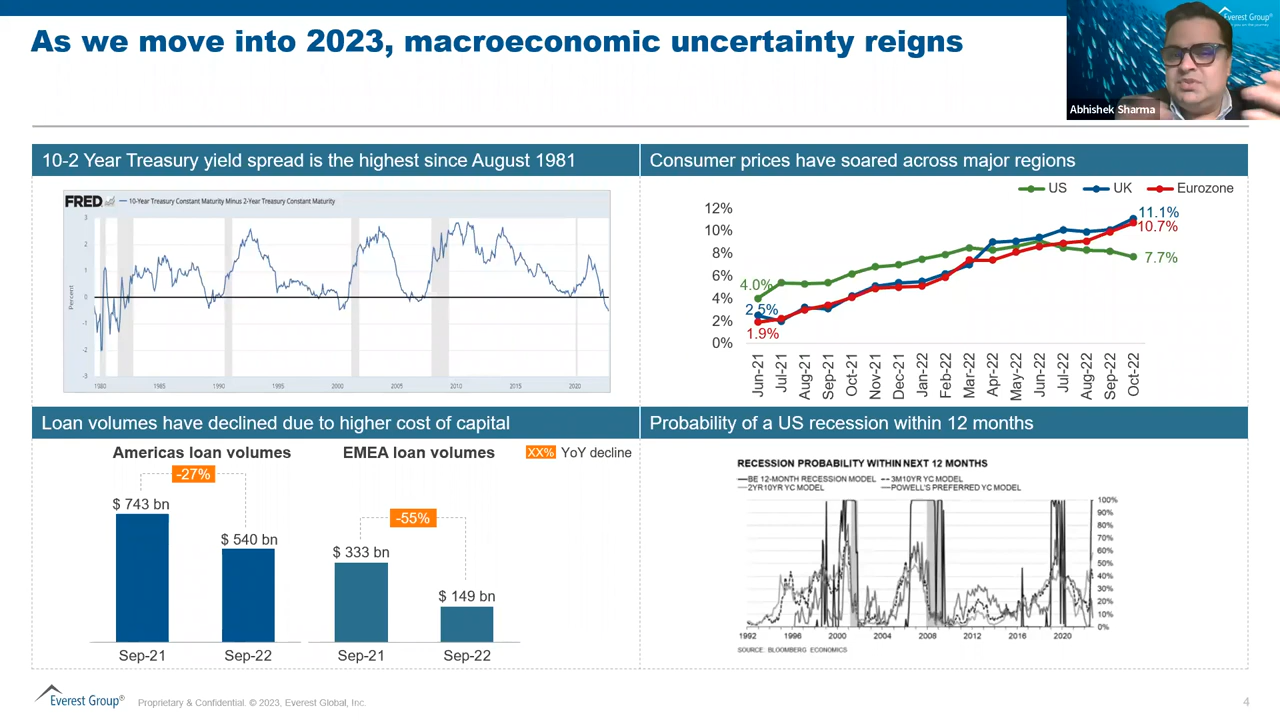 As we move into 2023, macroeconomic uncertainty reigns
Everest Group®
Abhishek Sharma
10-2 Year Treasury yield spread is the highest since August 1981
FRED — 10-Year Treasury Constant Maturity Minus 2-Year Treasury Constant Maturity
3
2
1
0
-1
-2
-3
Percent
1980 1985 1990 1995 2000 2005 2010 2015 2020
Consumer prices have soared across major regions
US UK Eurozone
12%
10%
8%
6%
4%
2%
0%
4.0%
2.5%
1.9%
11.1%
10.7%
7.7%
Jun-21 Jul-21 Aug-21 Sep-21 Oct-21 Nov-21 Dec-21 Jan-22 Feb-22 Mar-22 Apr-22 May-22 Jun-22 Jul-22 Aug-22 Sep-22 Oct-22
Loan volumes have declined due to higher cost of capital
Americas loan volumes
EMEA loan volumes
XX% YoY decline
-27%
$ 743 bn
$ 540 bn
Sep-21 Sep-22
-55%
$ 333 bn
$ 149 bn
Sep-21 Sep-22
Probability of a US recession within 12 months
RECESSION PROBABILITY WITHIN NEXT 12 MONTHS
BE 12-MONTH RECESSION MODEL 3M10YR YC MODEL
2YR10YR YC MODEL POWELL'S PREFERRED YC MODEL
100%
90%
80%
70%
60%
50%
40%
30%
20%
10%
0%
1992 1996 2000 2004 2008 2012 2016 2020
SOURCE: BLOOMBERG ECONOMICS
Everest Group® Proprietary & Confidential. © 2023, Everest Global, Inc.
4